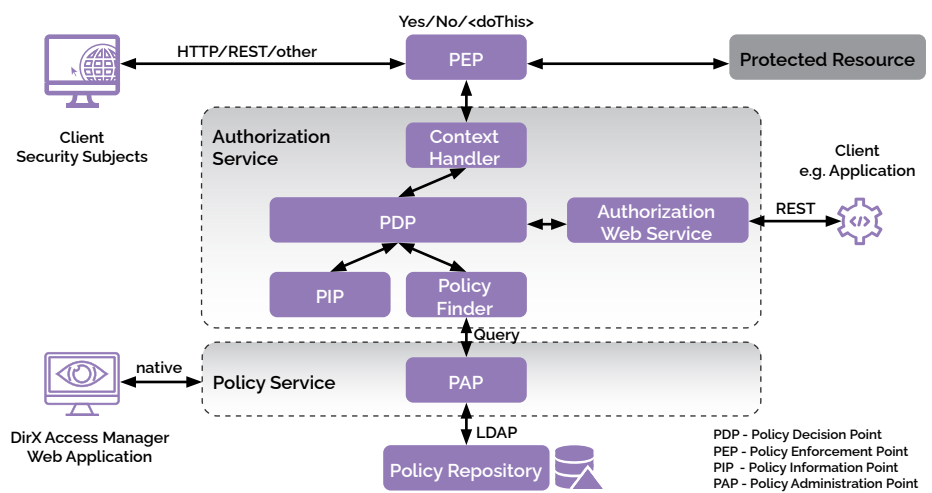 Yes/No/<doThis>
HTTP/REST/other
PEP
Protected Resource
Client
Security Subjects
Authorization
Service
Context
Handler
Client
e.g. Application
PDP
Authorization
Web Service
REST
</>
PIP
Policy
Finder
Query
native
Policy Service
PAP
DirX Access Manager
Web Application
LDAP
Policy Repository
PDP - Policy Decision Point
PEP - Policy Enforcement Point
PIP - Policy Information Point
PAP - Policy Administration Point